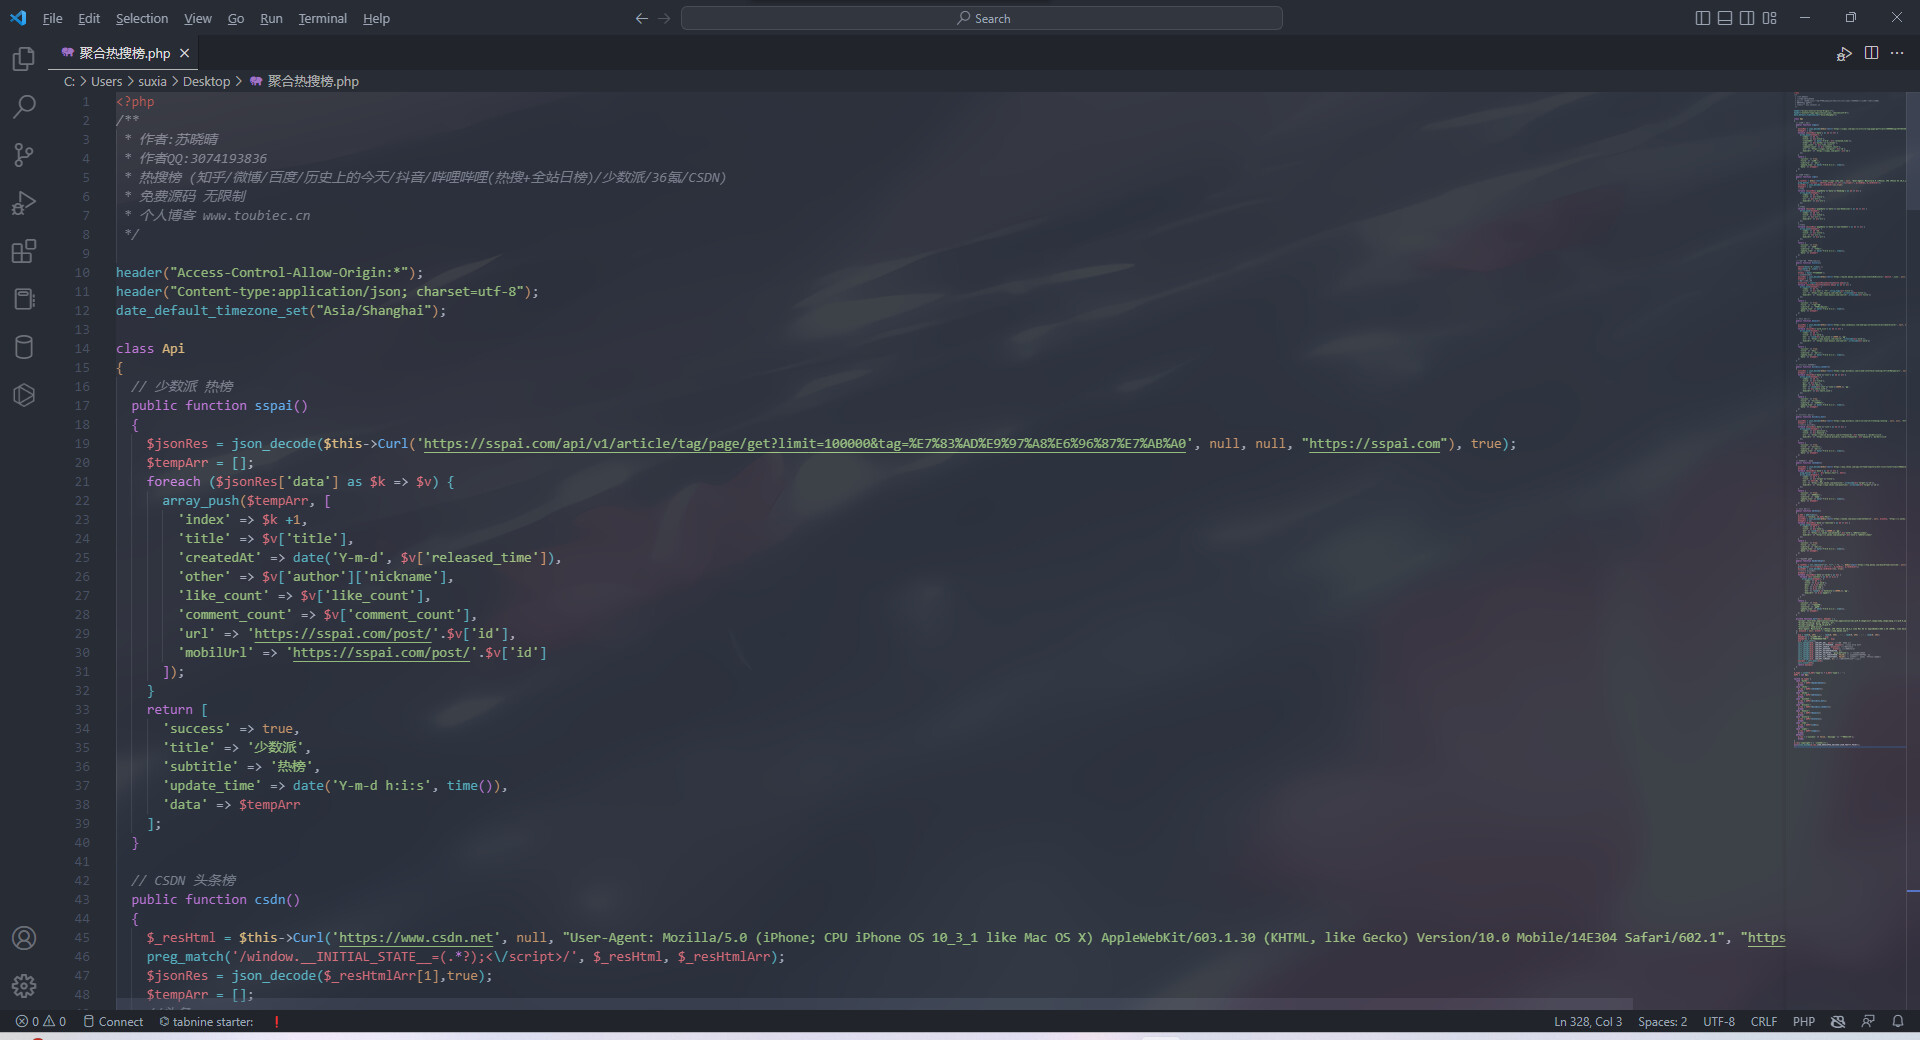 File Edit Selection View Go Run Terminal Help
Search
聚合热搜榜.php
C: > Users > suxia > Desktop > 聚合热搜榜.php
1 <?php
2 /**
3  * 作者:苏晓晴
4  * 作者QQ:3074193836
5  * 热搜榜 (知乎/微博/百度/历史上的今天/抖音/哔哩哔哩(热搜+全站日榜)/少数派/36氪/CSDN)
6  * 免费源码 无限制
7  * 个人博客 www.toubiec.cn
8  */
9
10 header("Access-Control-Allow-Origin:*");
11 header("Content-type:application/json; charset=utf-8");
12 date_default_timezone_set("Asia/Shanghai");
13
14 class Api
15 {
16   // 少数派 热榜
17   public function sspai()
18   {
19     $jsonRes = json_decode($this->Curl('https://sspai.com/api/v1/article/tag/page/get?limit=100000&tag=%E7%83%AD%E9%97%A8%E6%96%87%E7%AB%A0', null, null, "https://sspai.com"), true);
20     $tempArr = [];
21     foreach ($jsonRes['data'] as $k => $v) {
22       array_push($tempArr, [
23         'index' => $k +1,
24         'title' => $v['title'],
25         'createdAt' => date('Y-m-d', $v['released_time']),
26         'other' => $v['author']['nickname'],
27         'like_count' => $v['like_count'],
28         'comment_count' => $v['comment_count'],
29         'url' => 'https://sspai.com/post/'.$v['id'],
30         'mobilUrl' => 'https://sspai.com/post/'.$v['id']
31       ]);
32     }
33     return [
34       'success' => true,
35       'title' => '少数派',
36       'subtitle' => '热榜',
37       'update_time' => date('Y-m-d h:i:s', time()),
38       'data' => $tempArr
39     ];
40   }
41
42   // CSDN 头条榜
43   public function csdn()
44   {
45     $_resHtml = $this->Curl('https://www.csdn.net', null, "User-Agent: Mozilla/5.0 (iPhone; CPU iPhone OS 10_3_1 like Mac OS X) AppleWebKit/603.1.30 (KHTML, like Gecko) Version/10.0 Mobile/14E304 Safari/602.1", "https
46     preg_match('/window.__INITIAL_STATE__=(.*?);<\/script>/', $_resHtml, $_resHtmlArr);
47     $jsonRes = json_decode($_resHtmlArr[1],true);
48     $tempArr = [];
0 0 Connect tabnine starter: Ln 328, Col 3 Spaces: 2 UTF-8 CRLF PHP